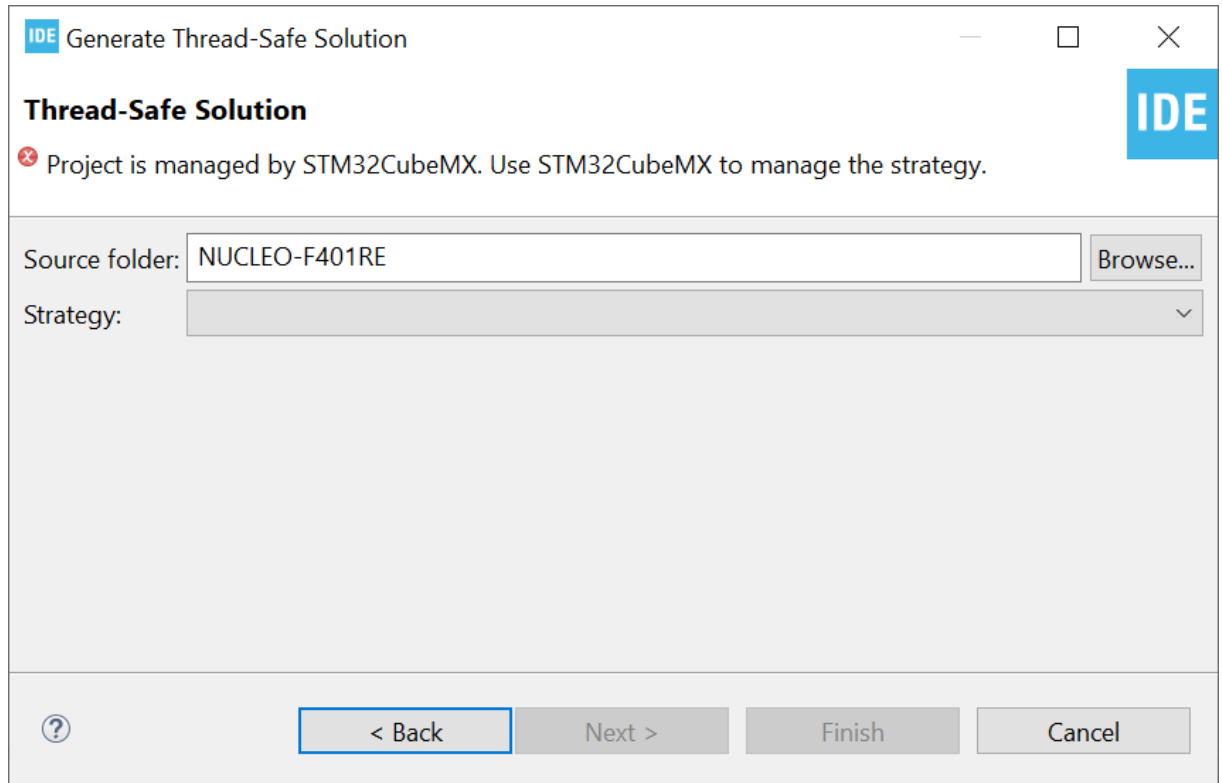 IDE Generate Thread-Safe Solution
Thread-Safe Solution
IDE
Project is managed by STM32CubeMX. Use STM32CubeMX to manage the strategy.
Source folder: NUCLEO-F401RE Browse...
Strategy:
? < Back Next > Finish Cancel